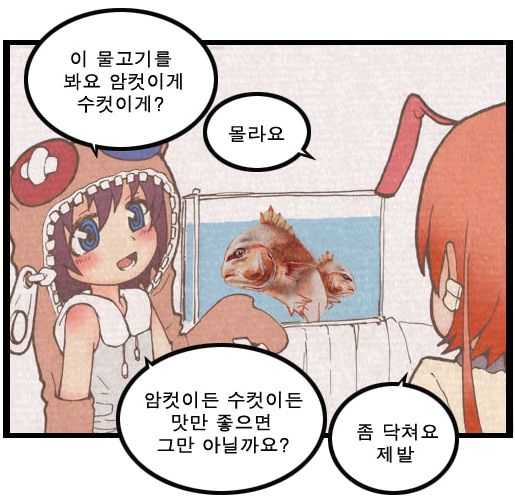 이 물고기를
봐요 암컷이게
수컷이게?
몰라요
암컷이든 수컷이든
맛만 좋으면
그만 아닐까요?
좀 닥쳐요
제발